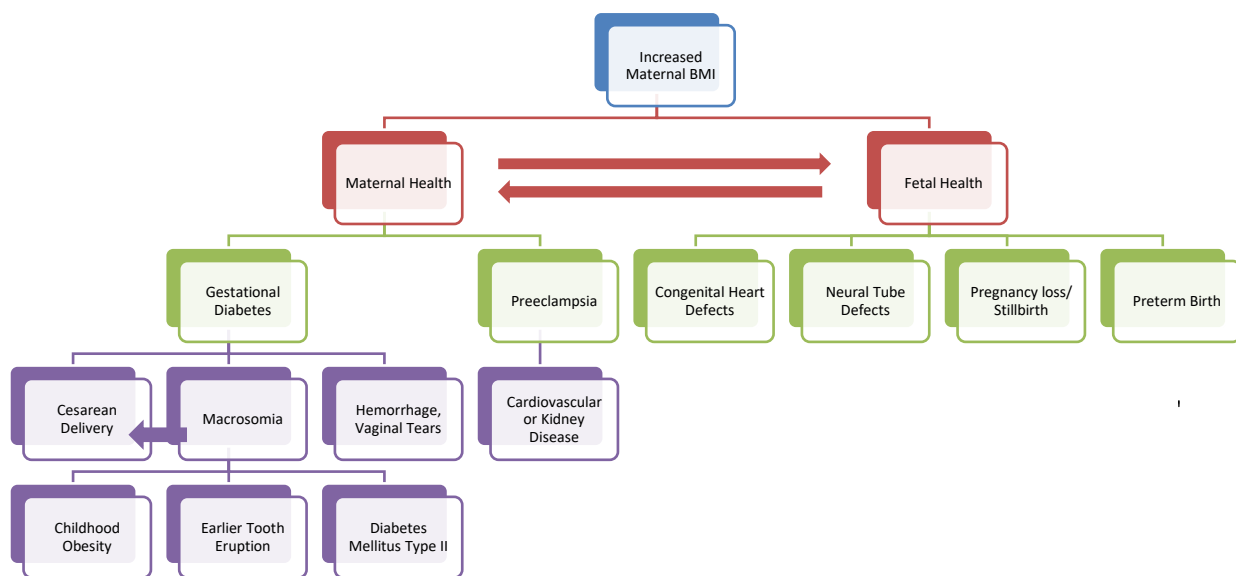 Increased
Maternal BMI
Maternal Health
Fetal Health
Gestational
Diabetes
Preeclampsia
Congenital Heart
Defects
Neural Tube
Defects
Pregnancy loss/
Stillbirth
Preterm Birth
Cesarean
Delivery
Macrosomia
Hemorrhage,
Vaginal Tears
Cardiovascular
or Kidney
Disease
'
Childhood
Obesity
Earlier Tooth
Eruption
Diabetes
Mellitus Type II